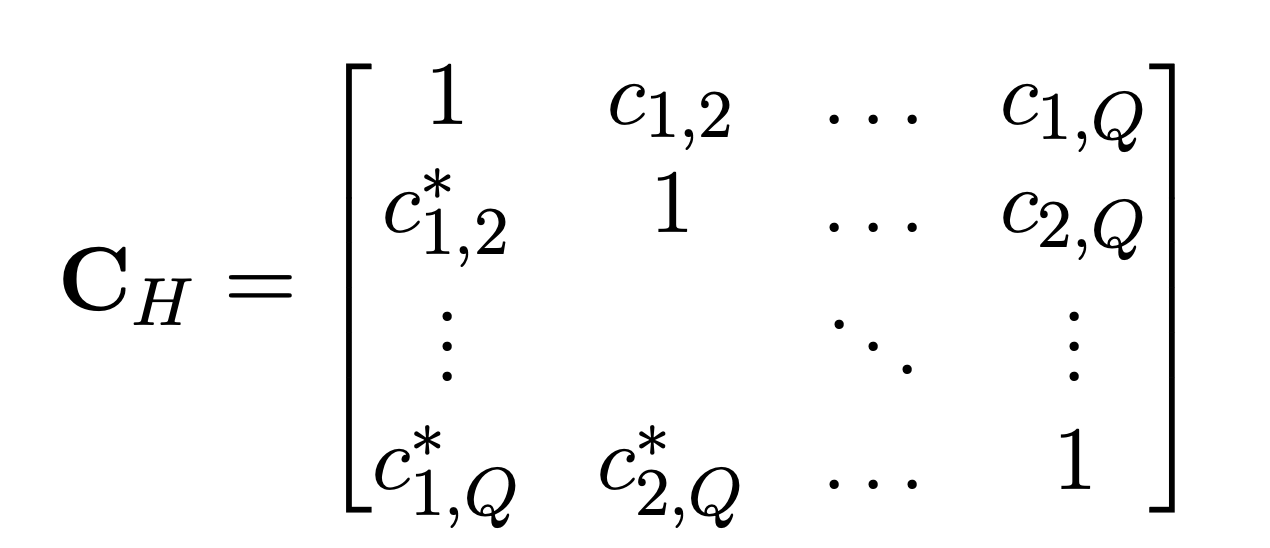 1 c_{1,2} … c_{1,Q}
c^*_{1,2} 1 … c_{2,Q}
C_H =
⋮ ⋱ ⋮
c^*_{1,Q} c^*_{2,Q} … 1